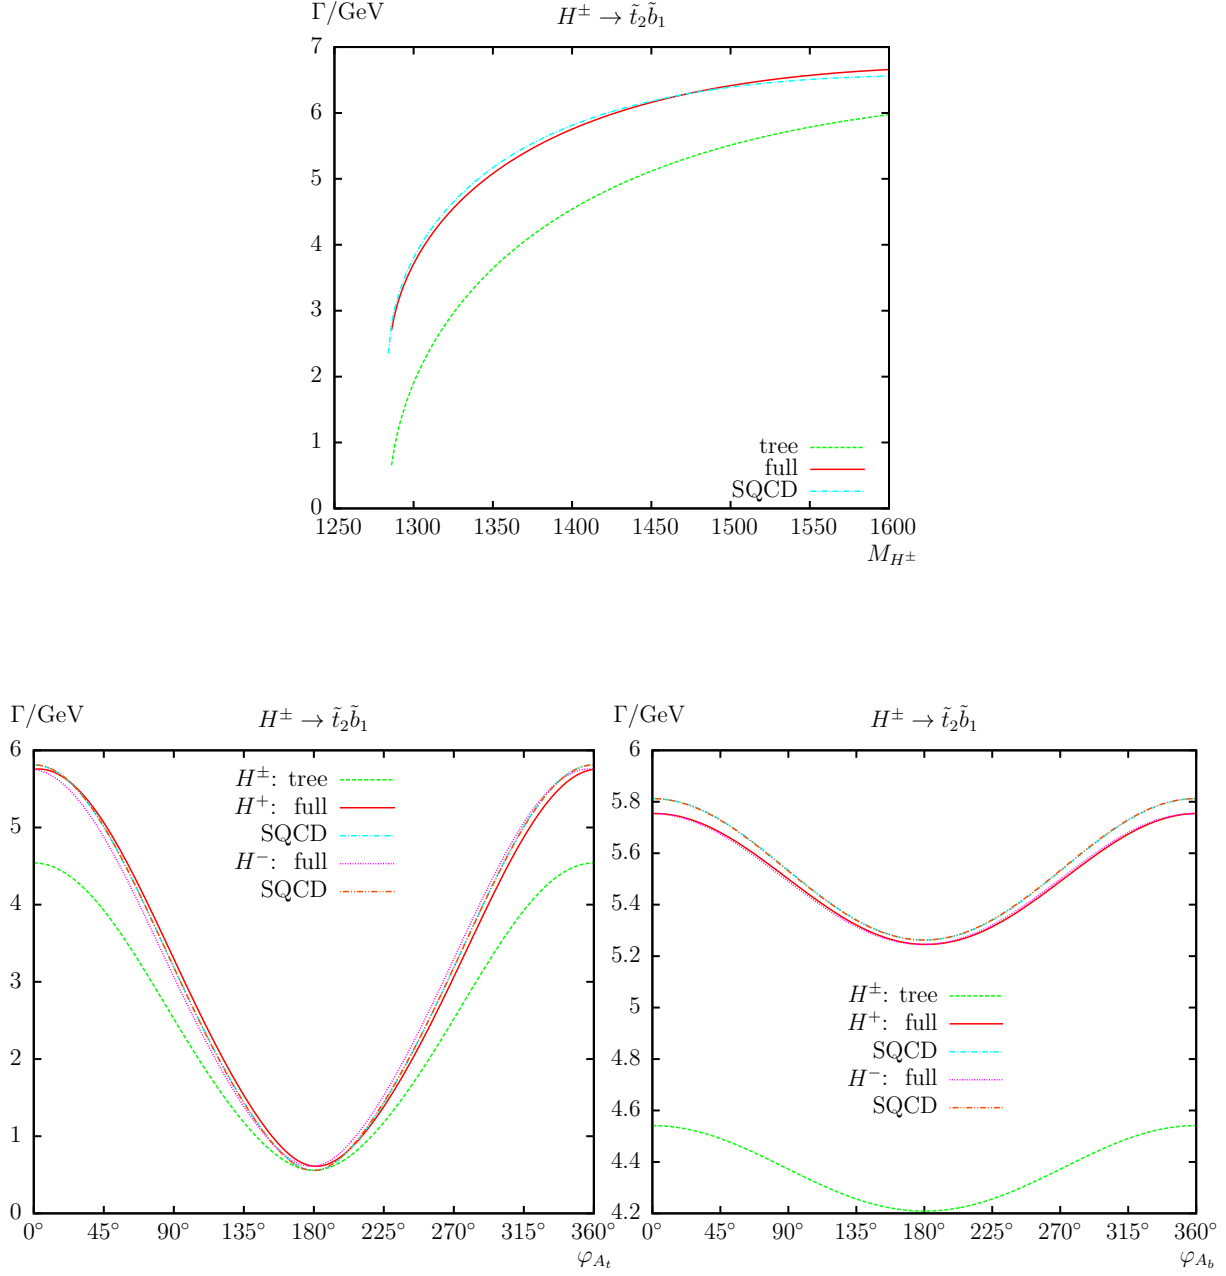 Γ/GeV
H± → t̃₂b̃₁
7
6
5
4
3
2
1
0
tree
full
SQCD
1250 1300 1350 1400 1450 1500 1550 1600
M_H±
Γ/GeV
H± → t̃₂b̃₁
6
5
4
3
2
1
0
H±: tree
H+: full
SQCD
H−: full
SQCD
0° 45° 90° 135° 180° 225° 270° 315° 360°
φ_A_t
Γ/GeV
H± → t̃₂b̃₁
6
5.8
5.6
5.4
5.2
5
4.8
4.6
4.4
4.2
H±: tree
H+: full
SQCD
H−: full
SQCD
0° 45° 90° 135° 180° 225° 270° 315° 360°
φ_A_b